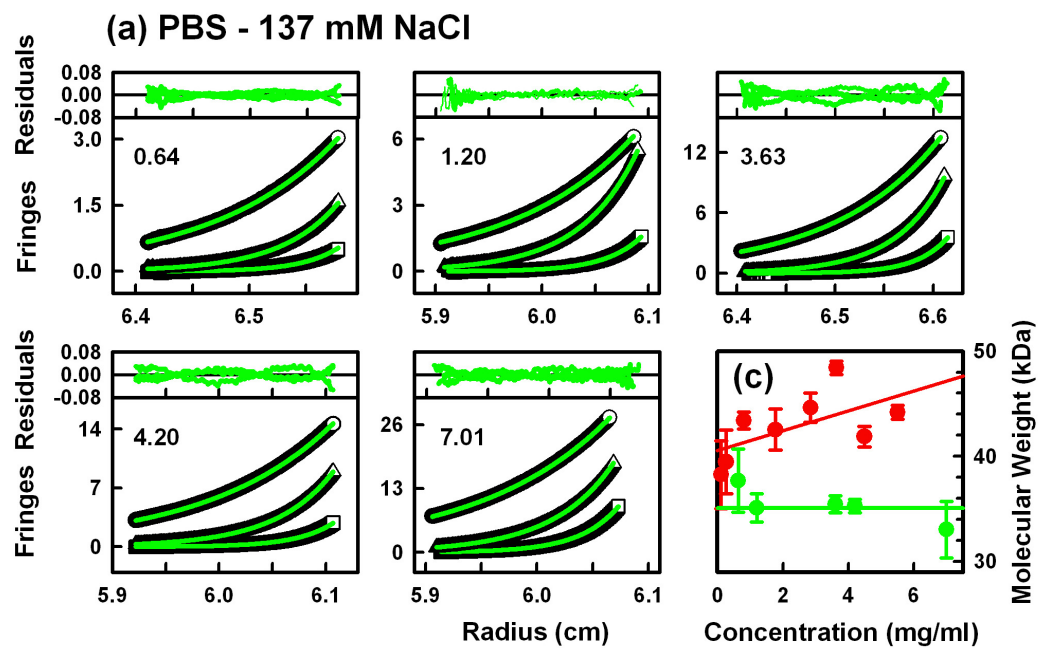 (a) PBS - 137 mM NaCl
Residuals
0.08
0.00
-0.08
Fringes
3.0
1.5
0.0
0.64
6.4 6.5
6
3
0
1.20
5.9 6.0 6.1
12
6
0
3.63
6.4 6.5 6.6
Residuals
0.08
0.00
-0.08
Fringes
14
7
0
4.20
5.9 6.0 6.1
26
13
0
7.01
5.9 6.0 6.1
Radius (cm)
(c)
50
40
30
Molecular Weight (kDa)
0 2 4 6
Concentration (mg/ml)